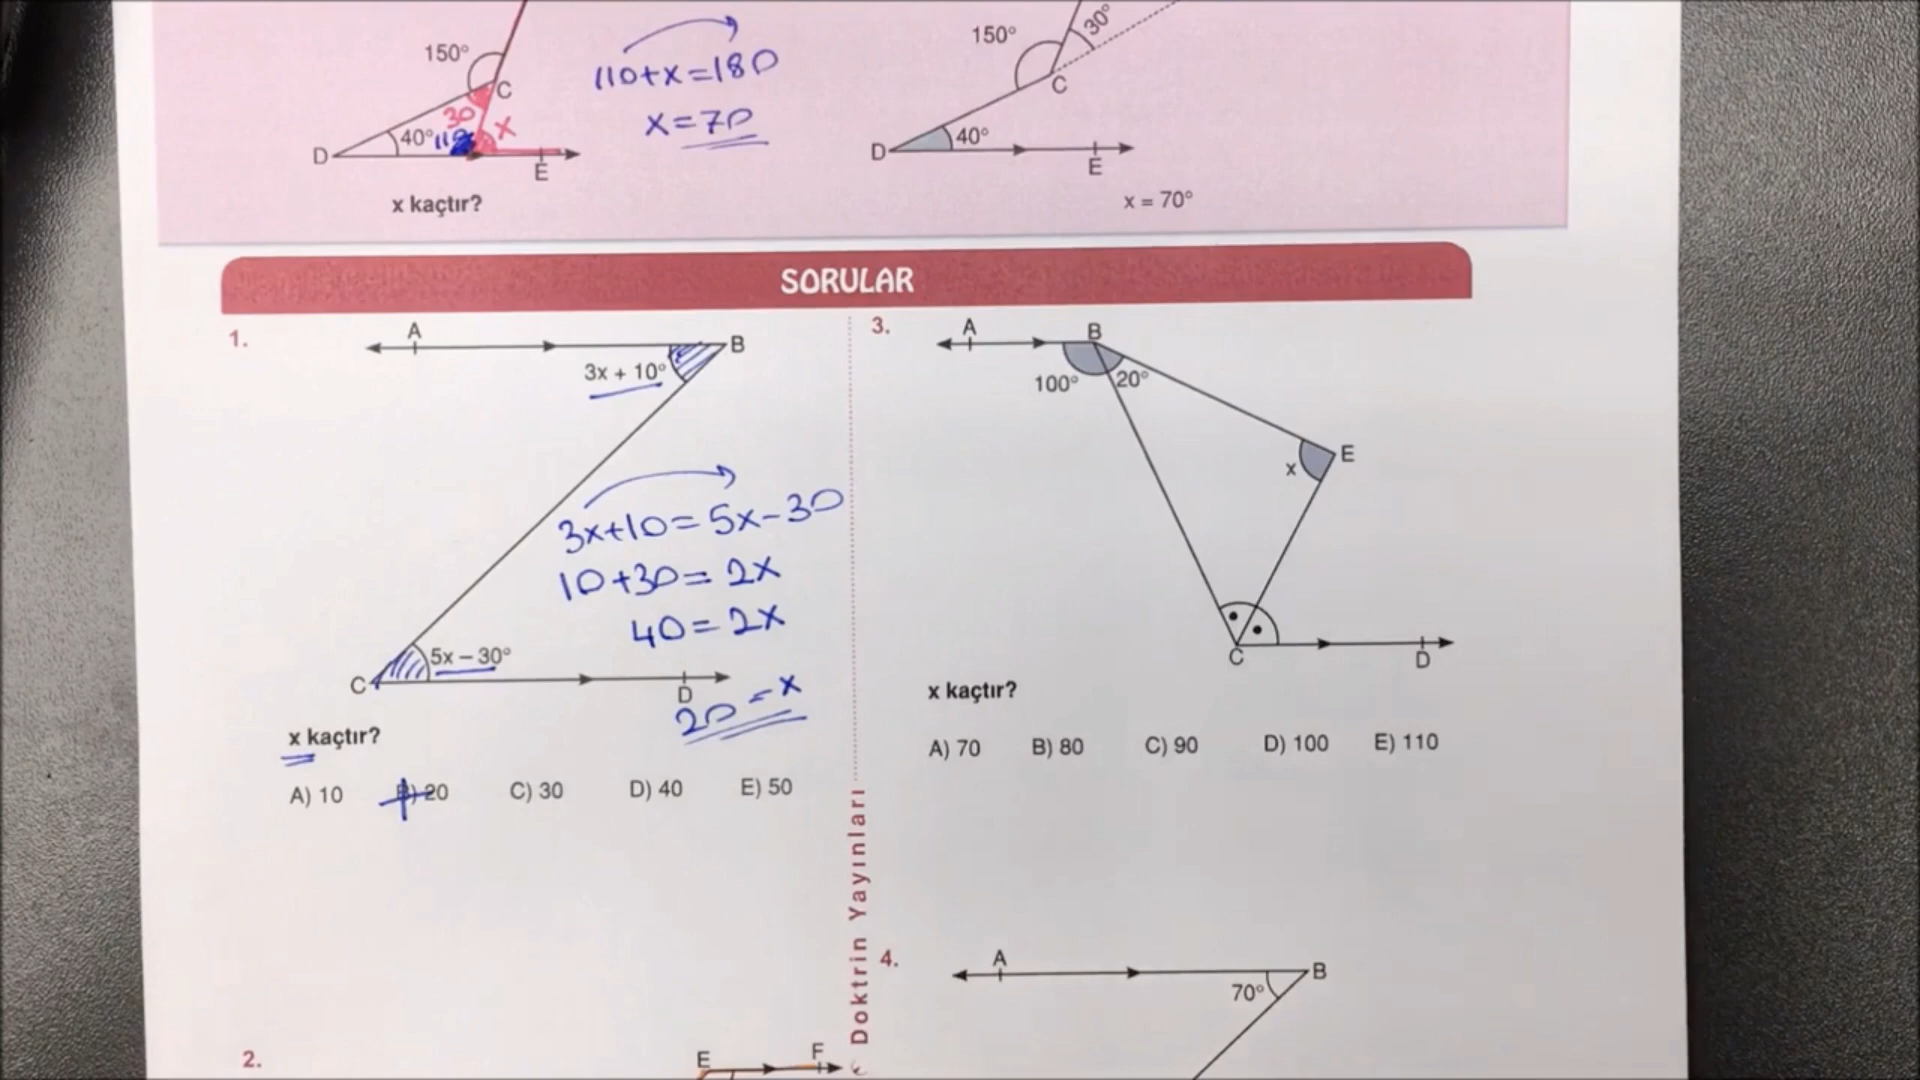 150°
C
30
x
40°
110
D
E
x kaçtır?
110+x=180
x=70
150°
30°
C
D
40°
E
x = 70°
SORULAR
1.
A
B
3x + 10°
3x+10=5x-30
10+30=2x
40=2x
20=x
C
5x – 30°
D
x kaçtır?
A) 10 B) 20 C) 30 D) 40 E) 50
2.
E
F
Doktrin Yayınları
3.
A
B
100°
20°
E
x
C
D
x kaçtır?
A) 70 B) 80 C) 90 D) 100 E) 110
4.
A
B
70°